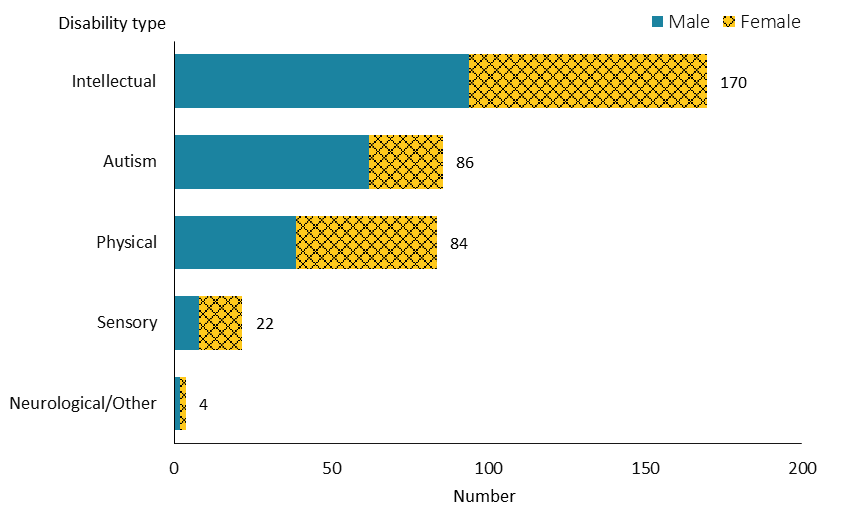 Disability type
Male Female
Intellectual 170
Autism 86
Physical 84
Sensory 22
Neurological/Other 4
0 50 100 150 200
Number